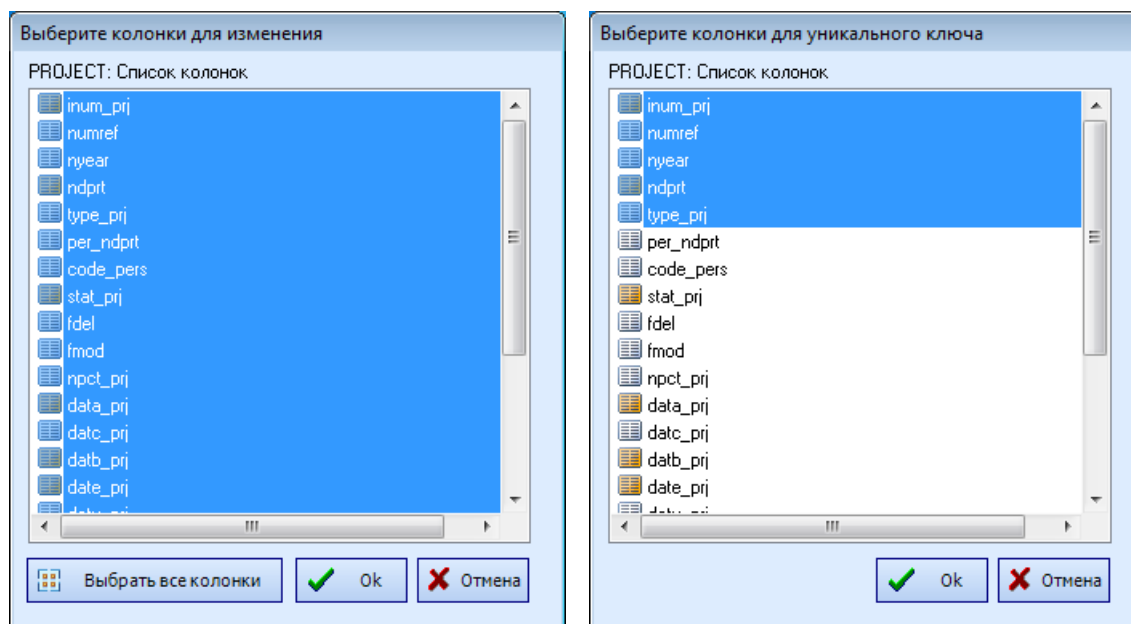 Выберите колонки для изменения
PROJECT: Список колонок
inum_prj
numref
nyear
ndprt
type_prj
per_ndprt
code_pers
stat_prj
fdel
fmod
npct_prj
data_prj
datc_prj
datb_prj
date_prj
Выбрать все колонки
Ok
Отмена
Выберите колонки для уникального ключа
PROJECT: Список колонок
inum_prj
numref
nyear
ndprt
type_prj
per_ndprt
code_pers
stat_prj
fdel
fmod
npct_prj
data_prj
datc_prj
datb_prj
date_prj
Ok
Отмена